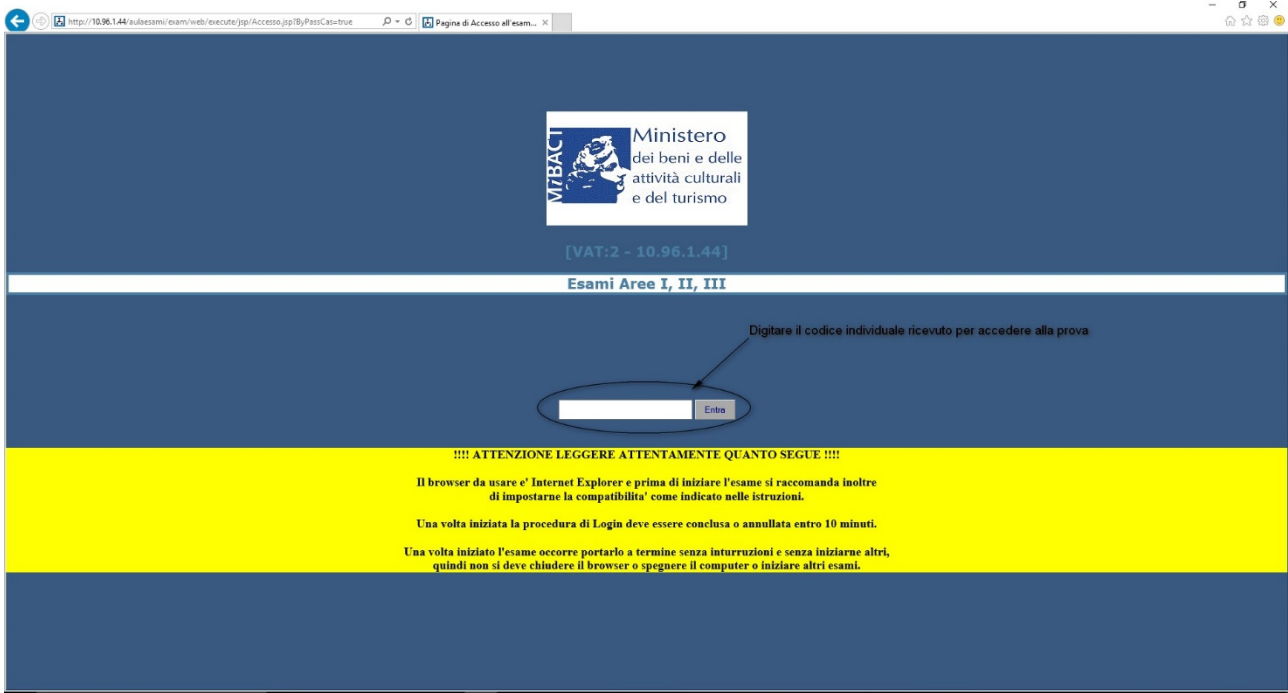 http://10.96.1.44/aulaesami/exam/web/execute/jsp/Accesso.jsp?ByPassCas=true
Pagina di Accesso all'esam...
MiBACT
Ministero
dei beni e delle
attività culturali
e del turismo
[VAT:2 - 10.96.1.44]
Esami Aree I, II, III
Digitare il codice individuale ricevuto per accedere alla prova
Entra
!!!! ATTENZIONE LEGGERE ATTENTAMENTE QUANTO SEGUE !!!!
Il browser da usare e' Internet Explorer e prima di iniziare l'esame si raccomanda inoltre
di impostarne la compatibilita' come indicato nelle istruzioni.
Una volta iniziata la procedura di Login deve essere conclusa o annullata entro 10 minuti.
Una volta iniziato l'esame occorre portarlo a termine senza inturruzioni e senza iniziarne altri,
quindi non si deve chiudere il browser o spegnere il computer o iniziare altri esami.